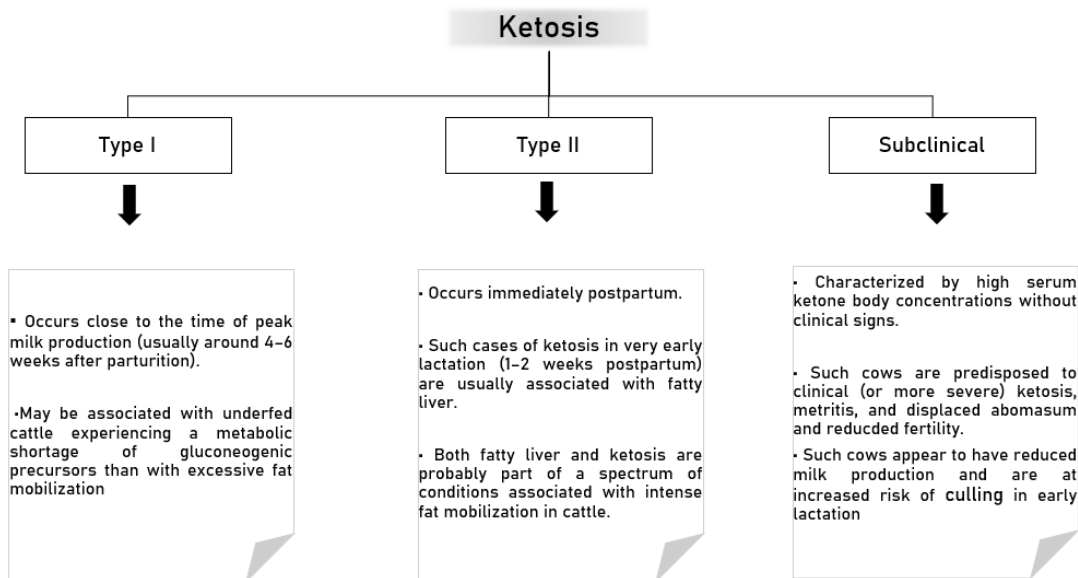 Ketosis
Type I
Type II
Subclinical
▪ Occurs close to the time of peak
milk production (usually around 4–6
weeks after parturition).
▪May be associated with underfed
cattle experiencing a metabolic
shortage of gluconeogenic
precursors than with excessive fat
mobilization
▪ Occurs immediately postpartum.
▪ Such cases of ketosis in very early
lactation (1–2 weeks postpartum)
are usually associated with fatty
liver.
▪ Both fatty liver and ketosis are
probably part of a spectrum of
conditions associated with intense
fat mobilization in cattle.
▪ Characterized by high serum
ketone body concentrations without
clinical signs.
▪ Such cows are predisposed to
clinical (or more severe) ketosis,
metritis, and displaced abomasum
and reducded fertility.
▪ Such cows appear to have reduced
milk production and are at
increased risk of culling in early
lactation